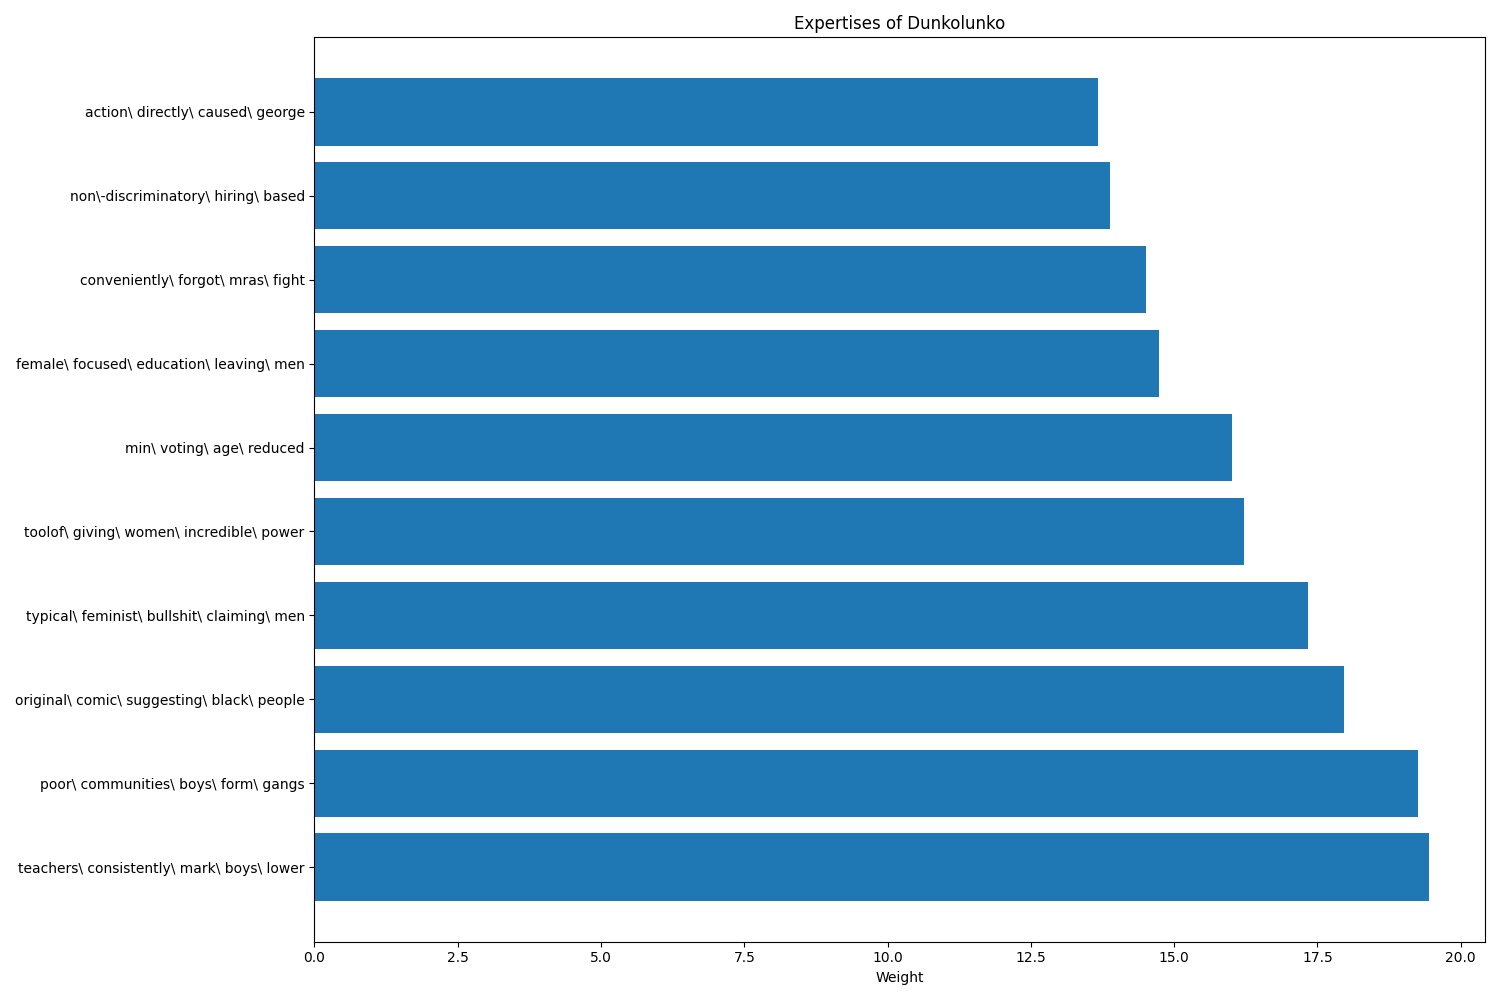 Expertises of Dunkolunko
action\ directly\ caused\ george
non\-discriminatory\ hiring\ based
conveniently\ forgot\ mras\ fight
female\ focused\ education\ leaving\ men
min\ voting\ age\ reduced
toolof\ giving\ women\ incredible\ power
typical\ feminist\ bullshit\ claiming\ men
original\ comic\ suggesting\ black\ people
poor\ communities\ boys\ form\ gangs
teachers\ consistently\ mark\ boys\ lower
0.0 2.5 5.0 7.5 10.0 12.5 15.0 17.5 20.0
Weight